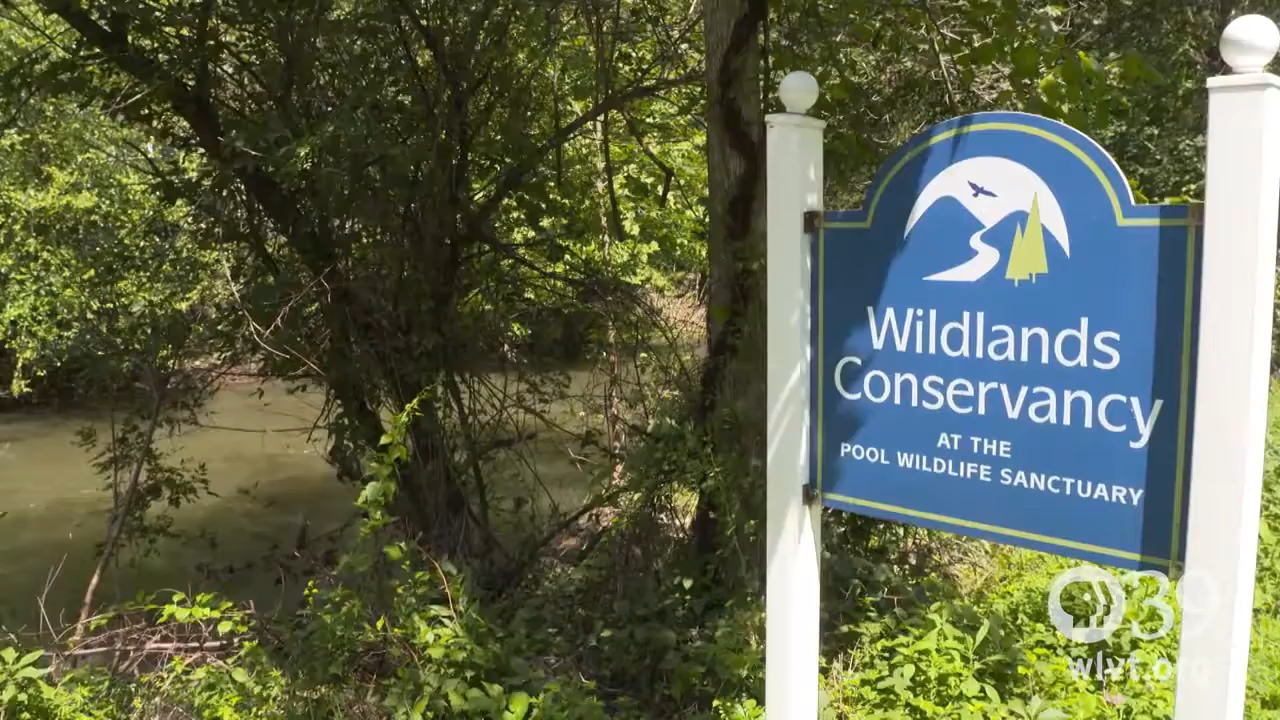 Wildlands
Conservancy
AT THE
POOL WILDLIFE SANCTUARY
39
wlvt.org